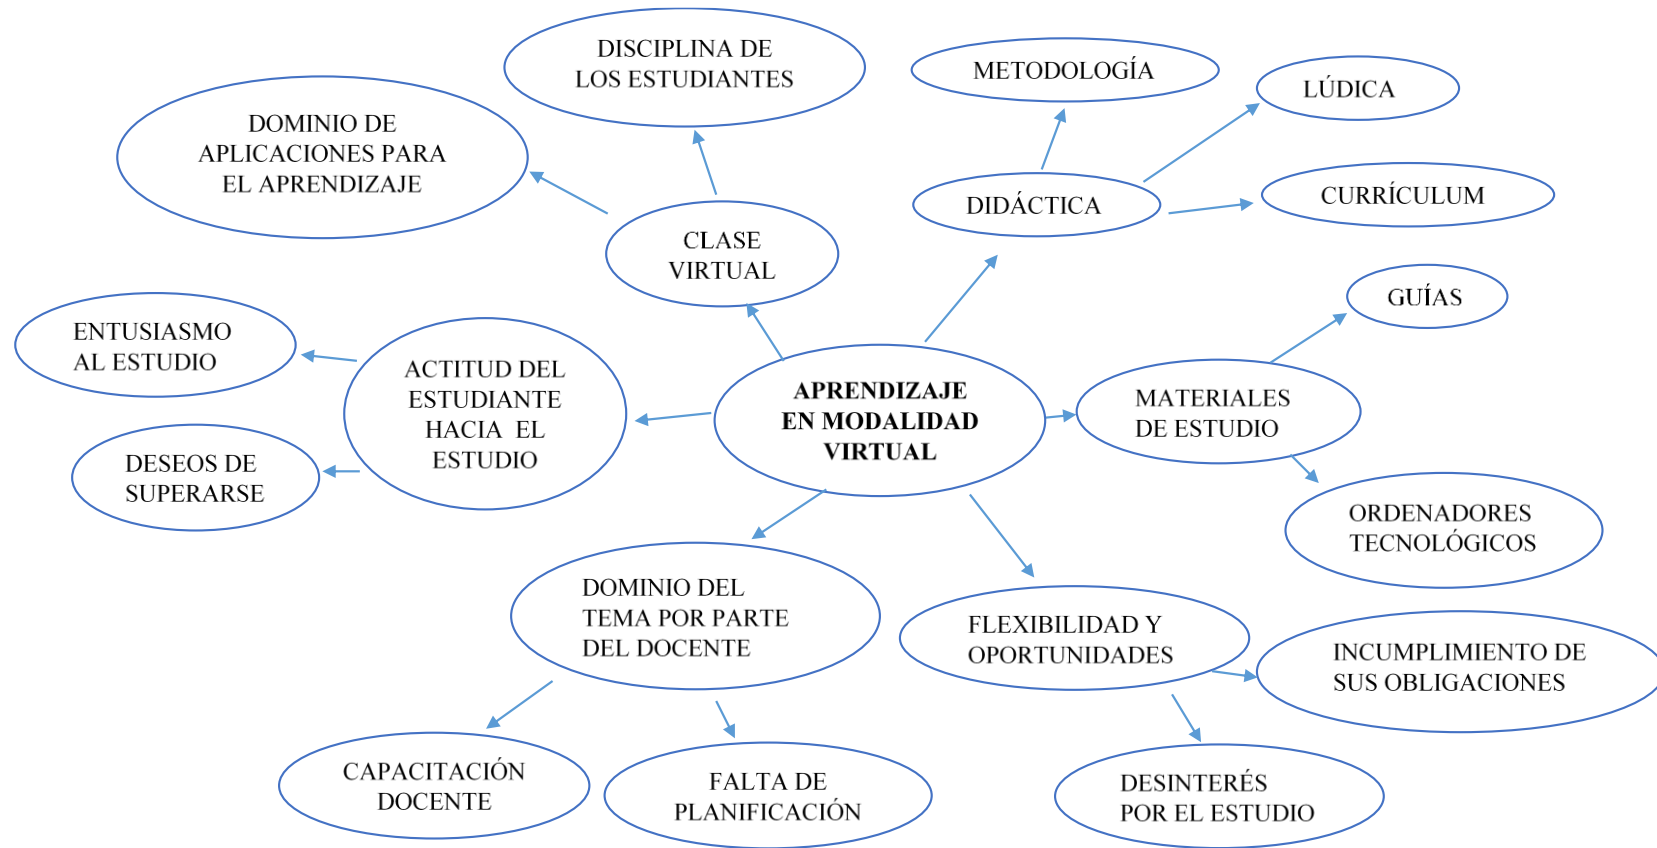 DISCIPLINA DE
LOS ESTUDIANTES
METODOLOGÍA
LÚDICA
DOMINIO DE
APLICACIONES PARA
EL APRENDIZAJE
DIDÁCTICA
CURRÍCULUM
CLASE
VIRTUAL
GUÍAS
ENTUSIASMO
AL ESTUDIO
ACTITUD DEL
ESTUDIANTE
HACIA EL
ESTUDIO
APRENDIZAJE
EN MODALIDAD
VIRTUAL
MATERIALES
DE ESTUDIO
DESEOS DE
SUPERARSE
ORDENADORES
TECNOLÓGICOS
DOMINIO DEL
TEMA POR PARTE
DEL DOCENTE
FLEXIBILIDAD Y
OPORTUNIDADES
INCUMPLIMIENTO DE
SUS OBLIGACIONES
CAPACITACIÓN
DOCENTE
FALTA DE
PLANIFICACIÓN
DESINTERÉS
POR EL ESTUDIO